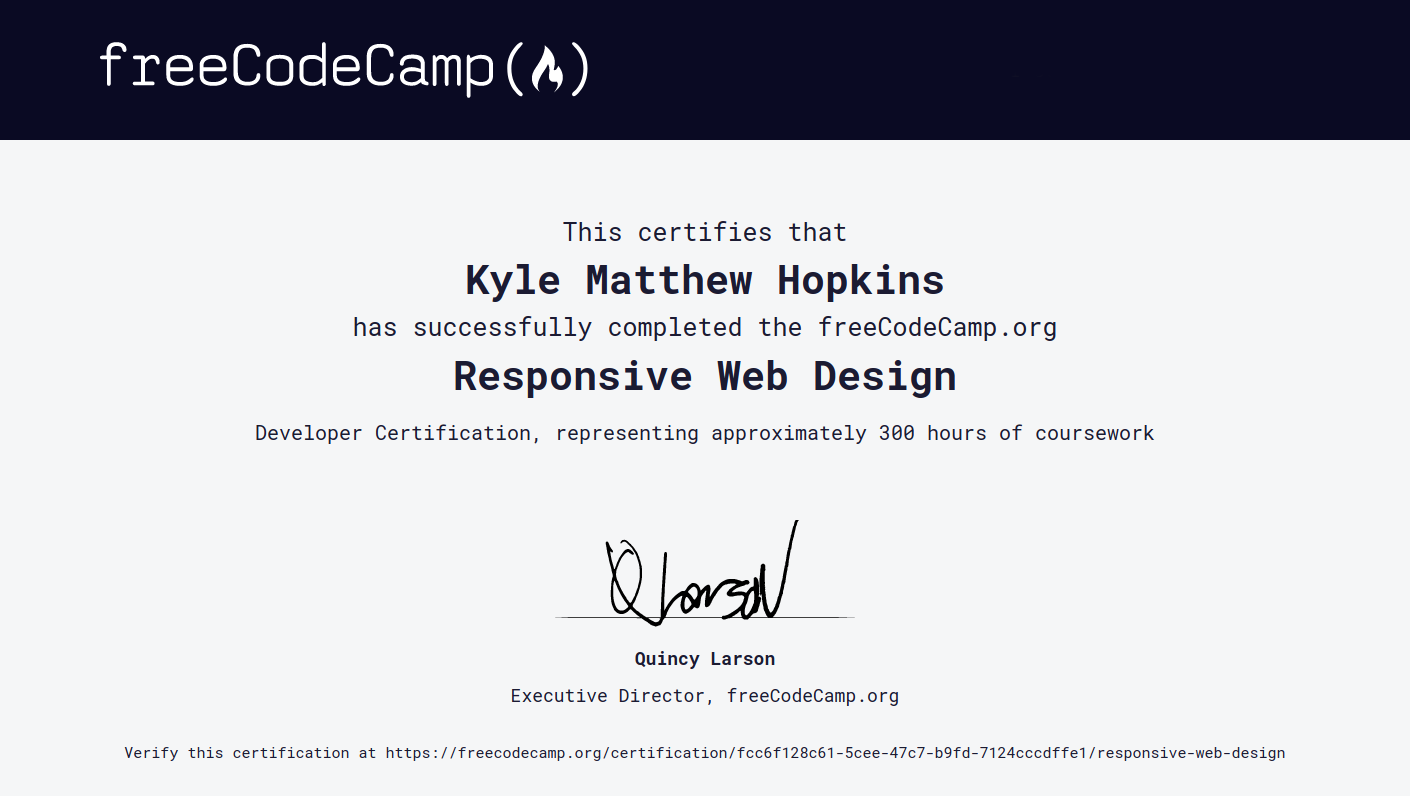 freeCodeCamp(🔥)
This certifies that
Kyle Matthew Hopkins
has successfully completed the freeCodeCamp.org
Responsive Web Design
Developer Certification, representing approximately 300 hours of coursework
Q Larson
Quincy Larson
Executive Director, freeCodeCamp.org
Verify this certification at https://freecodecamp.org/certification/fcc6f128c61-5cee-47c7-b9fd-7124cccdffe1/responsive-web-design